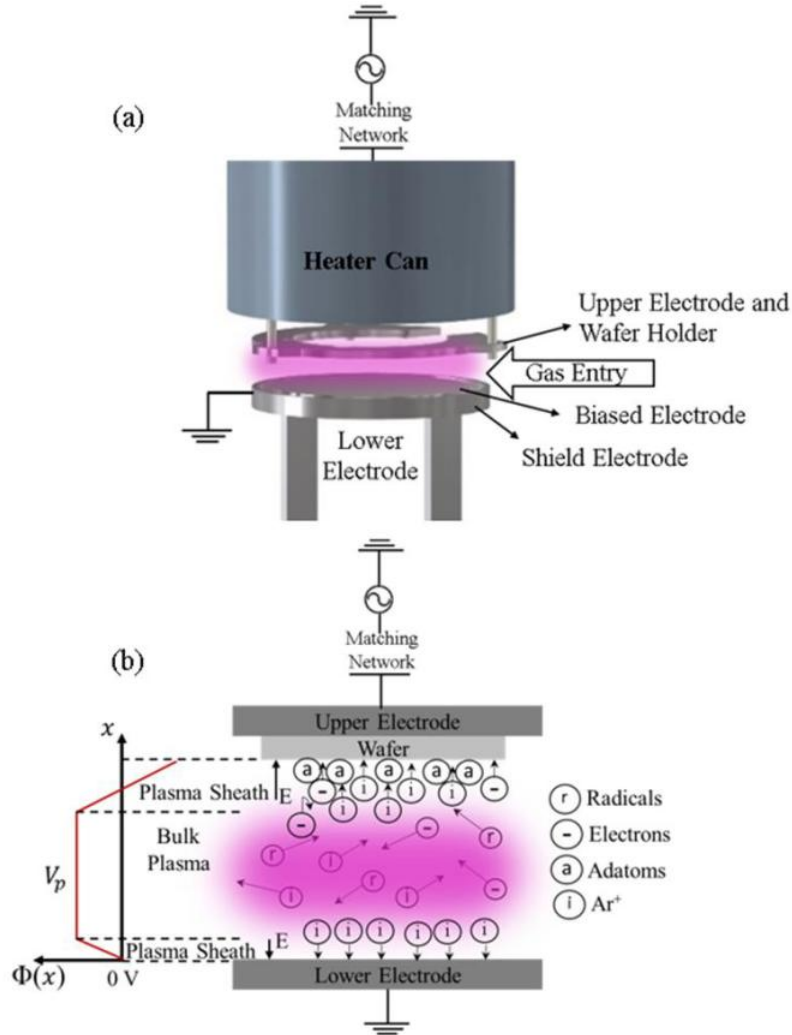 (a)
Matching
Network
Heater Can
Upper Electrode and
Wafer Holder
Gas Entry
Biased Electrode
Shield Electrode
Lower
Electrode
(b)
Matching
Network
x
Upper Electrode
Wafer
a a a a a
Plasma Sheath E
- i i i i -
i i
Bulk
Plasma
V_p
- - r
r i
r
i i -
r Radicals
- Electrons
a Adatoms
i Ar⁺
i i i i i i
Plasma Sheath E
Φ(x) 0 V
Lower Electrode